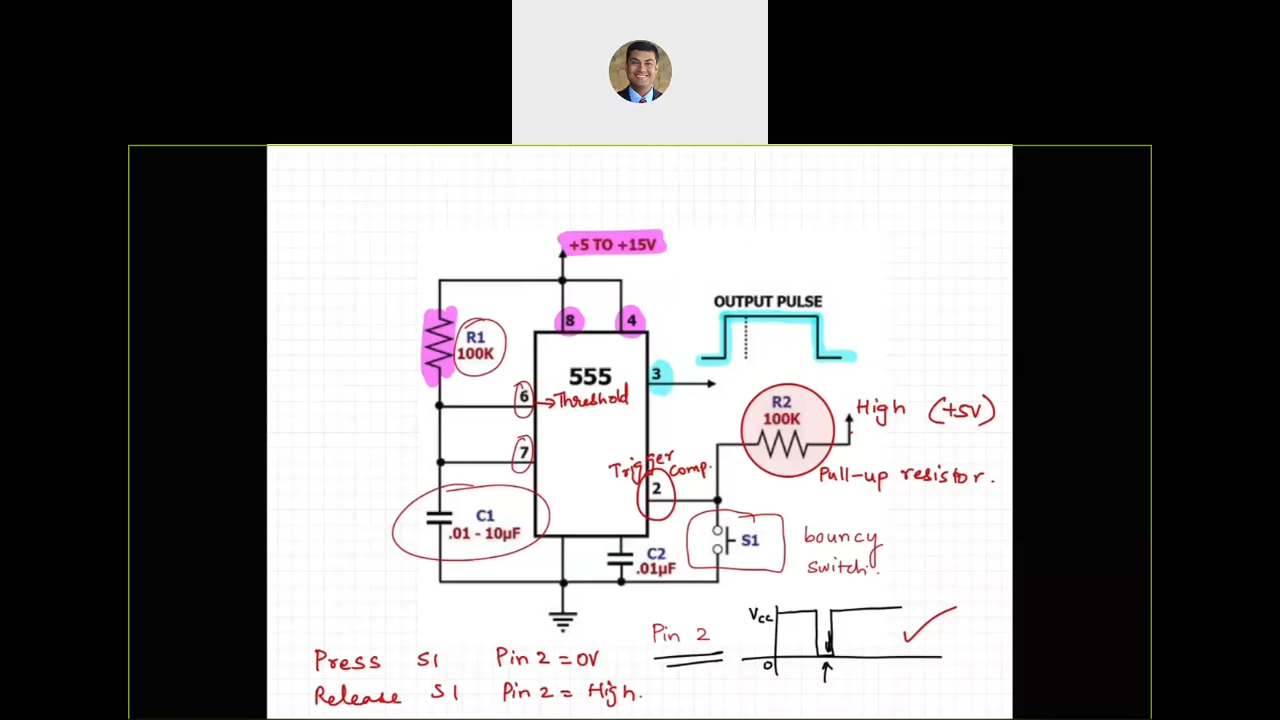 +5 TO +15V
OUTPUT PULSE
8
4
R1
100K
555
3
6
Threshold
R2
100K
High (+5V)
7
Trigger
comp.
Pull-up resistor.
2
C1
.01 - 10µF
S1
bouncy
switch.
C2
.01µF
Vcc
Pin 2
0
Press S1 Pin 2 = 0V
Release S1 Pin 2 = High.